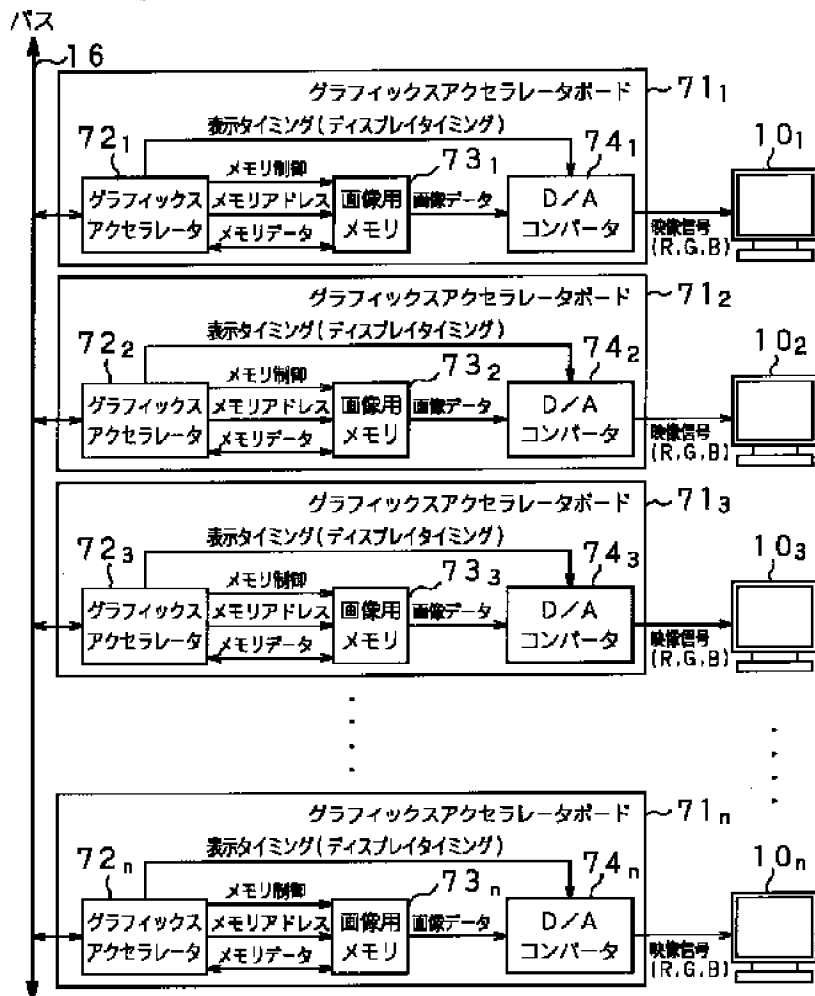 バス
16
グラフィックスアクセラレータボード 71₁
表示タイミング(ディスプレイタイミング)
72₁ 73₁ 74₁ 10₁
メモリ制御
グラフィックス メモリアドレス 画像用 画像データ D/A
アクセラレータ メモリデータ メモリ コンバータ 映像信号
(R,G,B)
グラフィックスアクセラレータボード 71₂
表示タイミング(ディスプレイタイミング)
72₂ 73₂ 74₂ 10₂
メモリ制御
グラフィックス メモリアドレス 画像用 画像データ D/A
アクセラレータ メモリデータ メモリ コンバータ 映像信号
(R,G,B)
グラフィックスアクセラレータボード 71₃
表示タイミング(ディスプレイタイミング)
72₃ 73₃ 74₃ 10₃
メモリ制御
グラフィックス メモリアドレス 画像用 画像データ D/A
アクセラレータ メモリデータ メモリ コンバータ 映像信号
(R,G,B)
グラフィックスアクセラレータボード 71ₙ
表示タイミング(ディスプレイタイミング)
72ₙ 73ₙ 74ₙ 10ₙ
メモリ制御
グラフィックス メモリアドレス 画像用 画像データ D/A
アクセラレータ メモリデータ メモリ コンバータ 映像信号
(R,G,B)